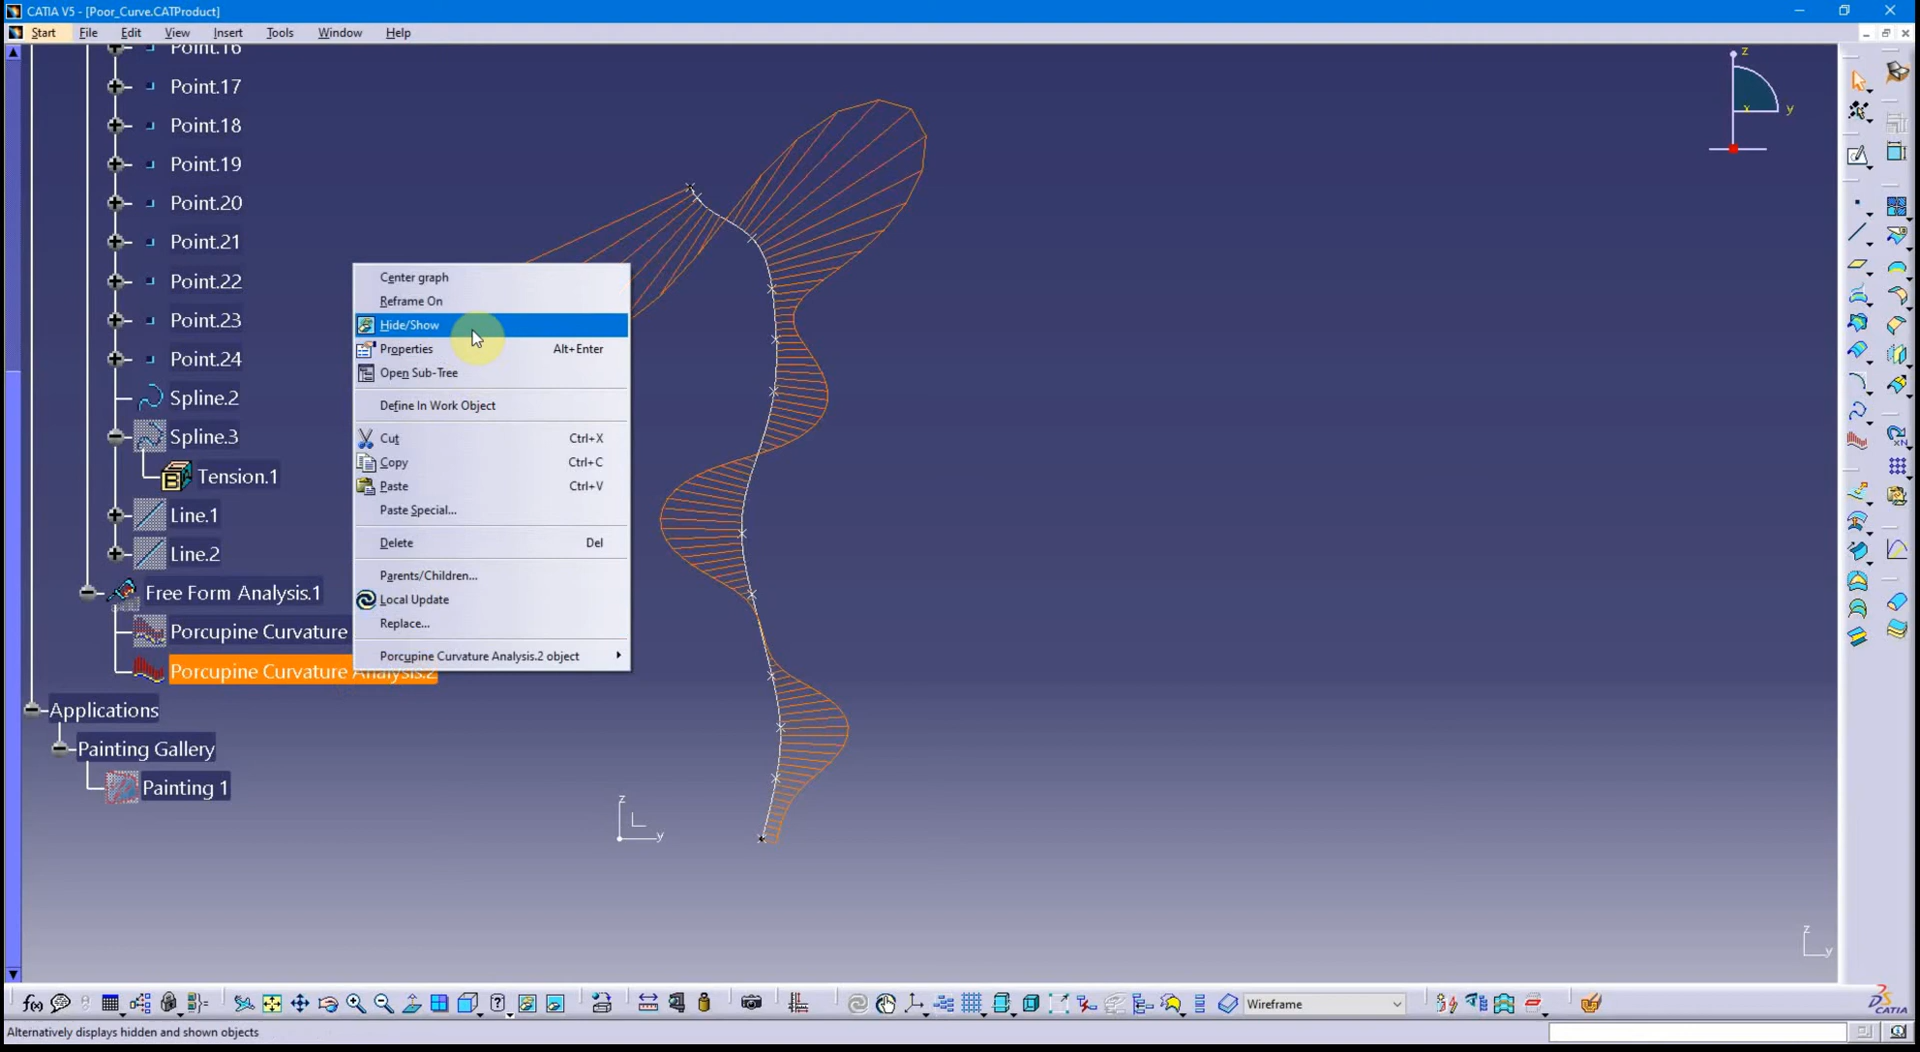 CATIA V5 - [Poor_Curve.CATProduct]
Start File Edit View Insert Tools Window Help
Point.16
Point.17
Point.18
Point.19
Point.20
Point.21
Point.22
Point.23
Point.24
Spline.2
Spline.3
Tension.1
Line.1
Line.2
Free Form Analysis.1
Porcupine Curvature
Porcupine Curvature Analysis.2
Applications
Painting Gallery
Painting 1
Center graph
Reframe On
Hide/Show
Properties Alt+Enter
Open Sub-Tree
Define In Work Object
Cut Ctrl+X
Copy Ctrl+C
Paste Ctrl+V
Paste Special...
Delete Del
Parents/Children...
Local Update
Replace...
Porcupine Curvature Analysis.2 object
z
x y
z
y
z
y
f(x)
Wireframe
CATIA
Alternatively displays hidden and shown objects